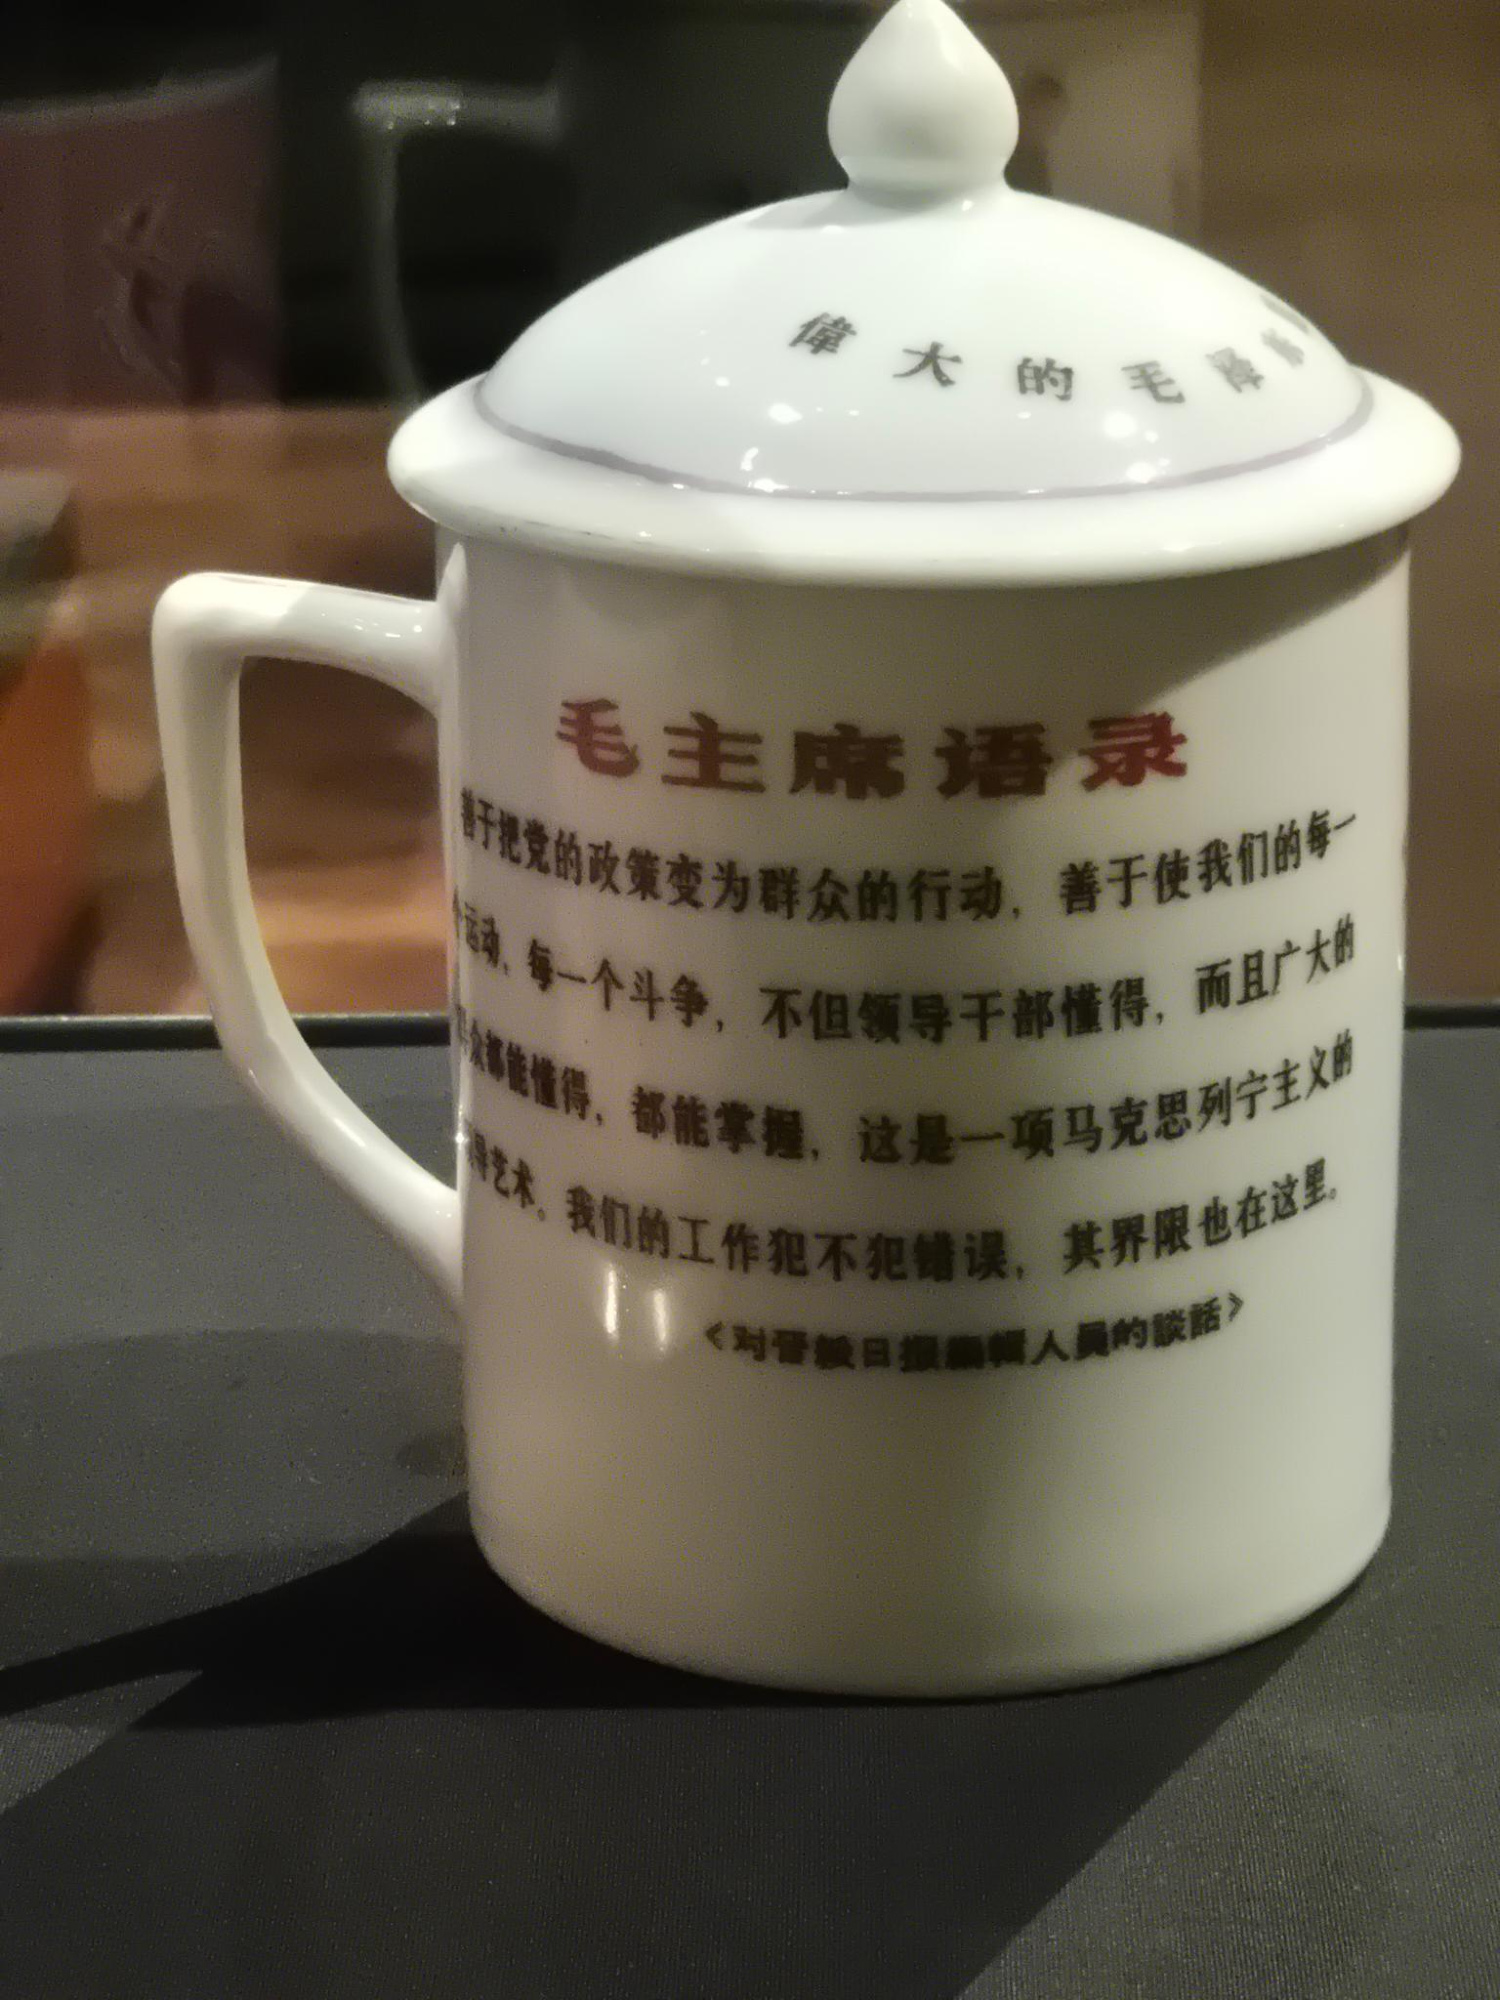 偉大的毛泽
毛主席语录
善于把党的政策变为群众的行动，善于使我们的每一
个运动，每一个斗争，不但领导干部懂得，而且广大的
群众都能懂得，都能掌握，这是一项马克思列宁主义的
领导艺术。我们的工作犯不犯错误，其界限也在这里。
《对晋绥日报编辑人员的談話》